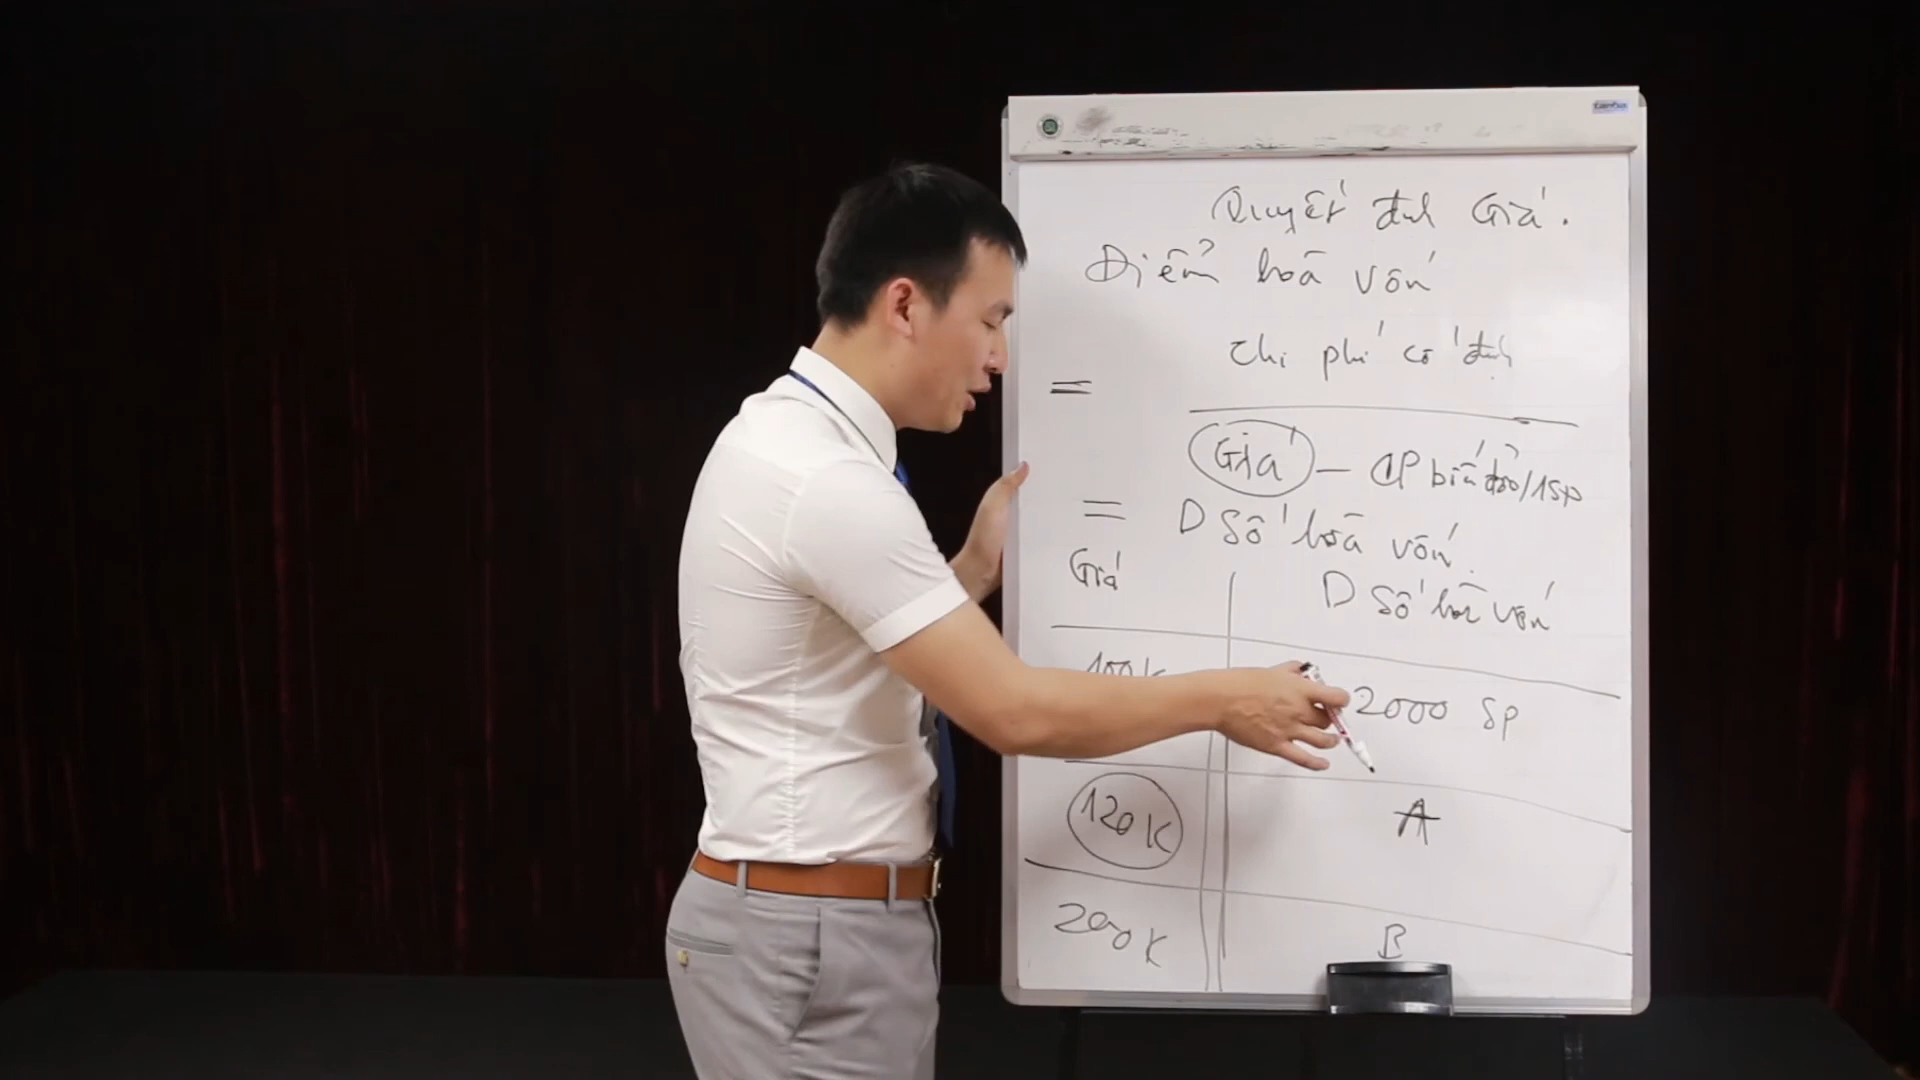 Quyết định Giá.
Điểm hoà vốn
= Chi phí cố định
Giá - CP biến đổi/1SP
= D Số hoà vốn.
Giá D Số hoà vốn
100K 2000 SP
120K A
200K B